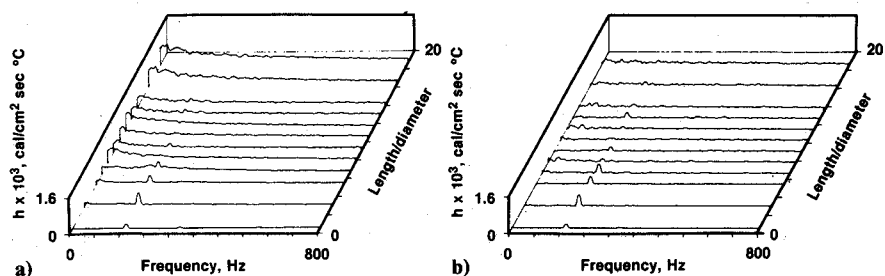 h x 10³, cal/cm² sec °C
1.6
0
0
Frequency, Hz
800
0
Length/diameter
20
a)
h x 10³, cal/cm² sec °C
1.6
0
0
Frequency, Hz
800
0
Length/diameter
20
b)